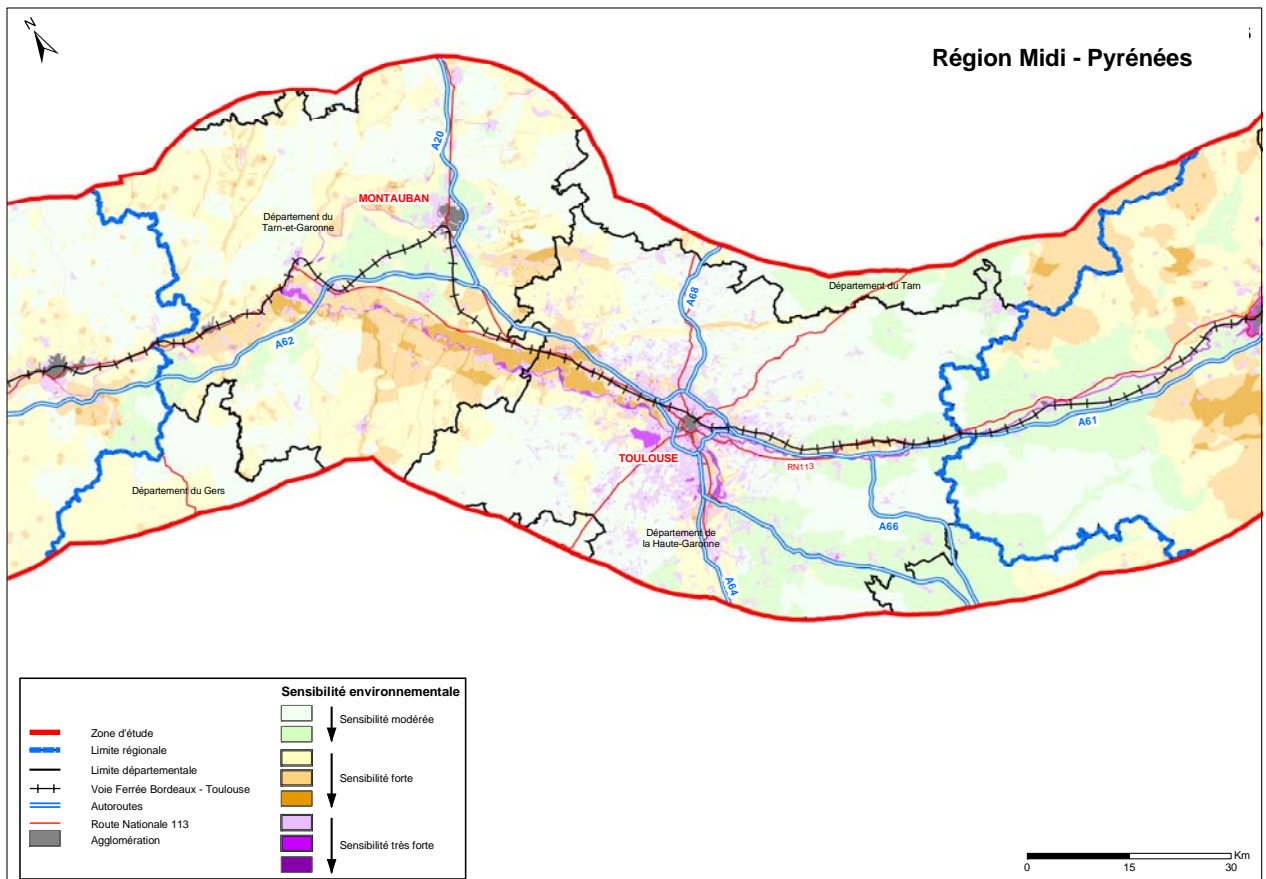 N
Région Midi - Pyrénées
A20
MONTAUBAN
Département du
Tarn-et-Garonne
A68
Département du Tarn
A62
A61
TOULOUSE
RN113
Département du Gers
A66
Département de
la Haute-Garonne
A64
Sensibilité environnementale
Sensibilité modérée
Zone d'étude
Limite régionale
Limite départementale
Sensibilité forte
Voie Ferrée Bordeaux - Toulouse
Autoroutes
Route Nationale 113
Agglomération
Sensibilité très forte
Km
0 15 30